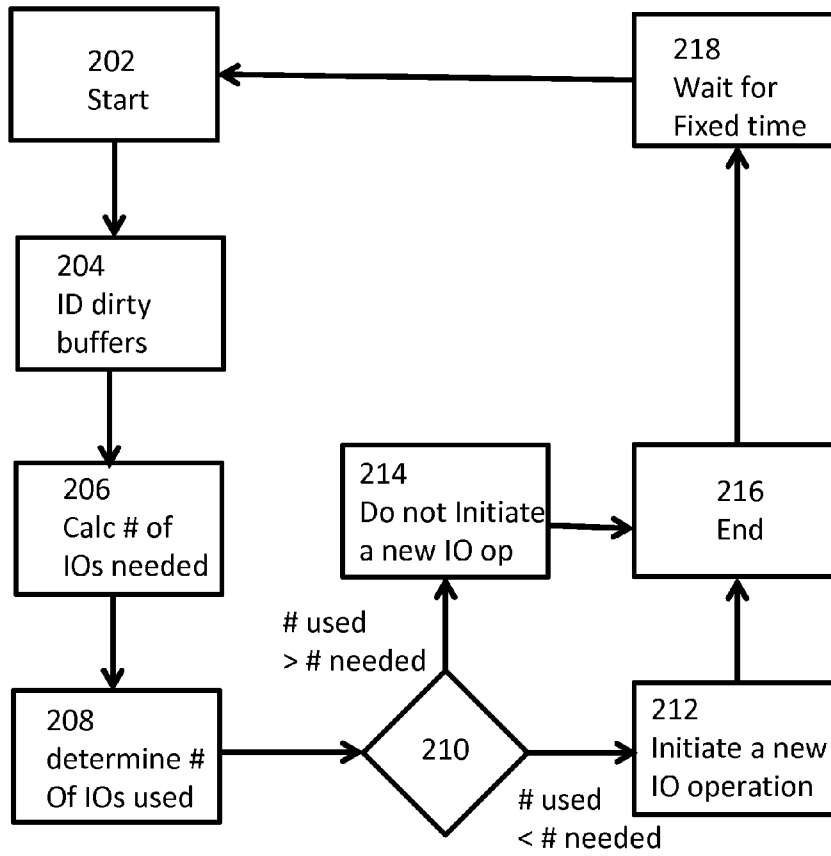 202
Start
218
Wait for
Fixed time
204
ID dirty
buffers
206
Calc # of
IOs needed
214
Do not Initiate
a new IO op
216
End
# used
> # needed
208
determine #
Of IOs used
210
212
Initiate a new
IO operation
# used
< # needed